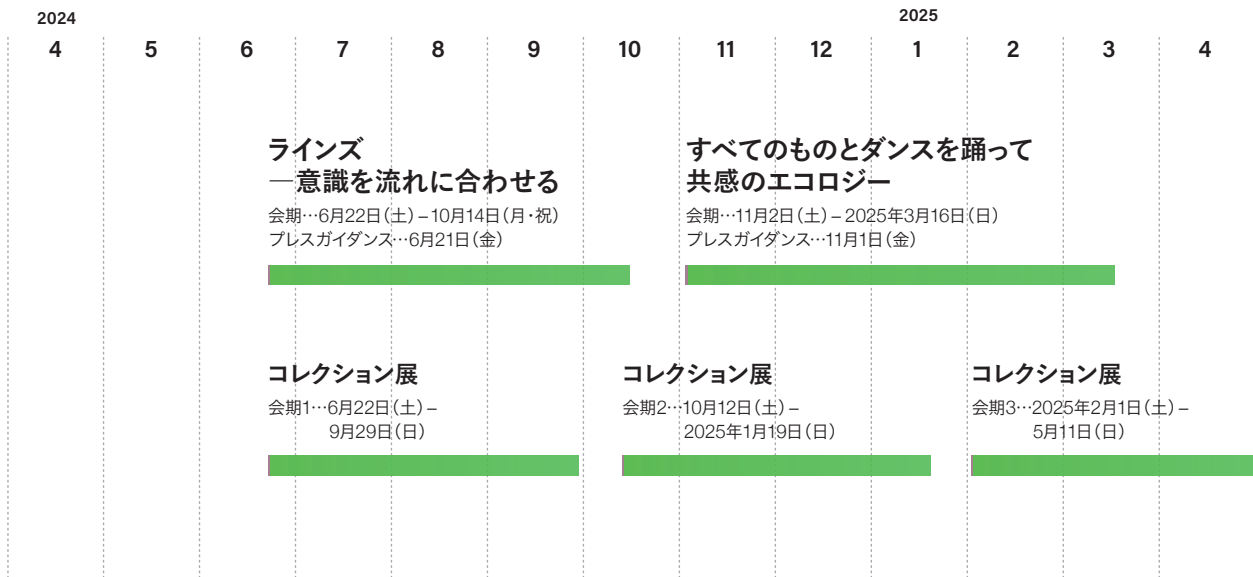 2024
2025
4 5 6 7 8 9 10 11 12 1 2 3 4
ラインズ
―意識を流れに合わせる
会期…6月22日(土)–10月14日(月・祝)
プレスガイダンス…6月21日(金)
すべてのものとダンスを踊って
共感のエコロジー
会期…11月2日(土)–2025年3月16日(日)
プレスガイダンス…11月1日(金)
コレクション展
会期1…6月22日(土)–
9月29日(日)
コレクション展
会期2…10月12日(土)–
2025年1月19日(日)
コレクション展
会期3…2025年2月1日(土)–
5月11日(日)